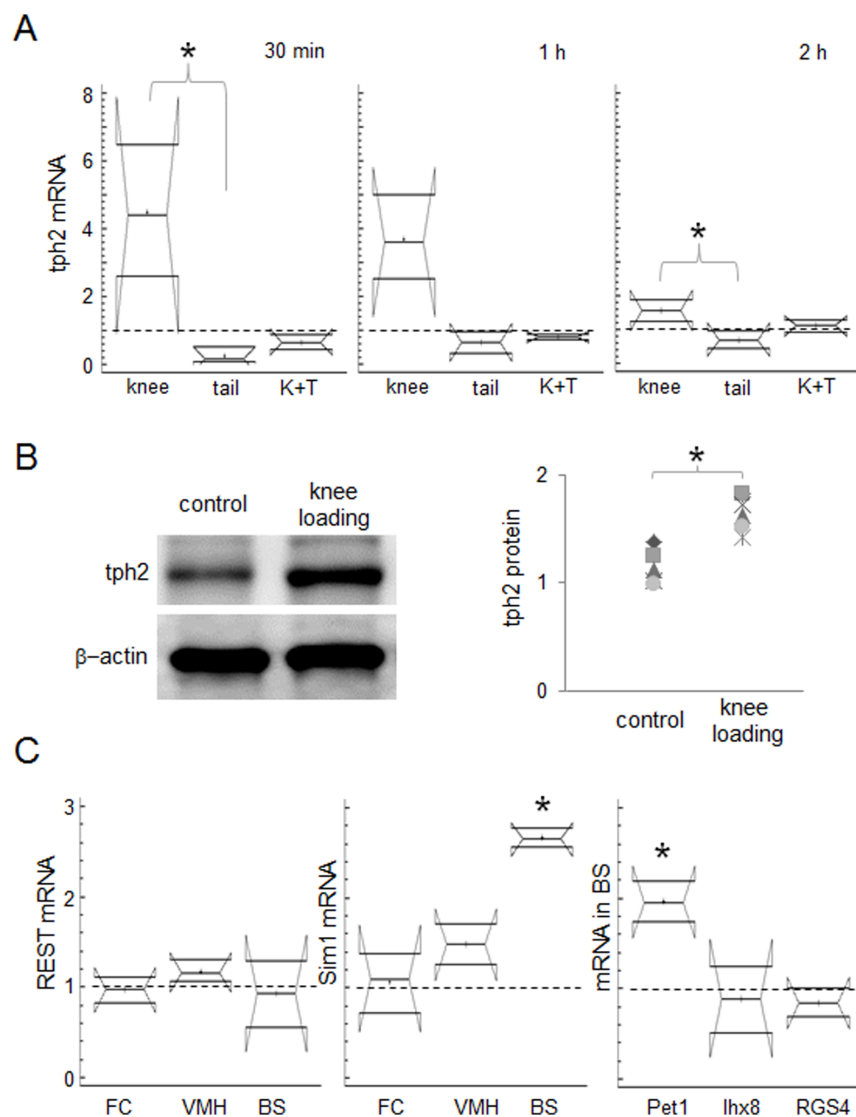 A
* 30 min 1 h 2 h
tph2 mRNA
8
6
4
2
0
*
knee tail K+T knee tail K+T knee tail K+T
B
control knee loading
tph2
β–actin
*
tph2 protein
2
1
0
control knee loading
C
REST mRNA
3
2
1
0
FC VMH BS
Sim1 mRNA
*
FC VMH BS
mRNA in BS
*
Pet1 lhx8 RGS4